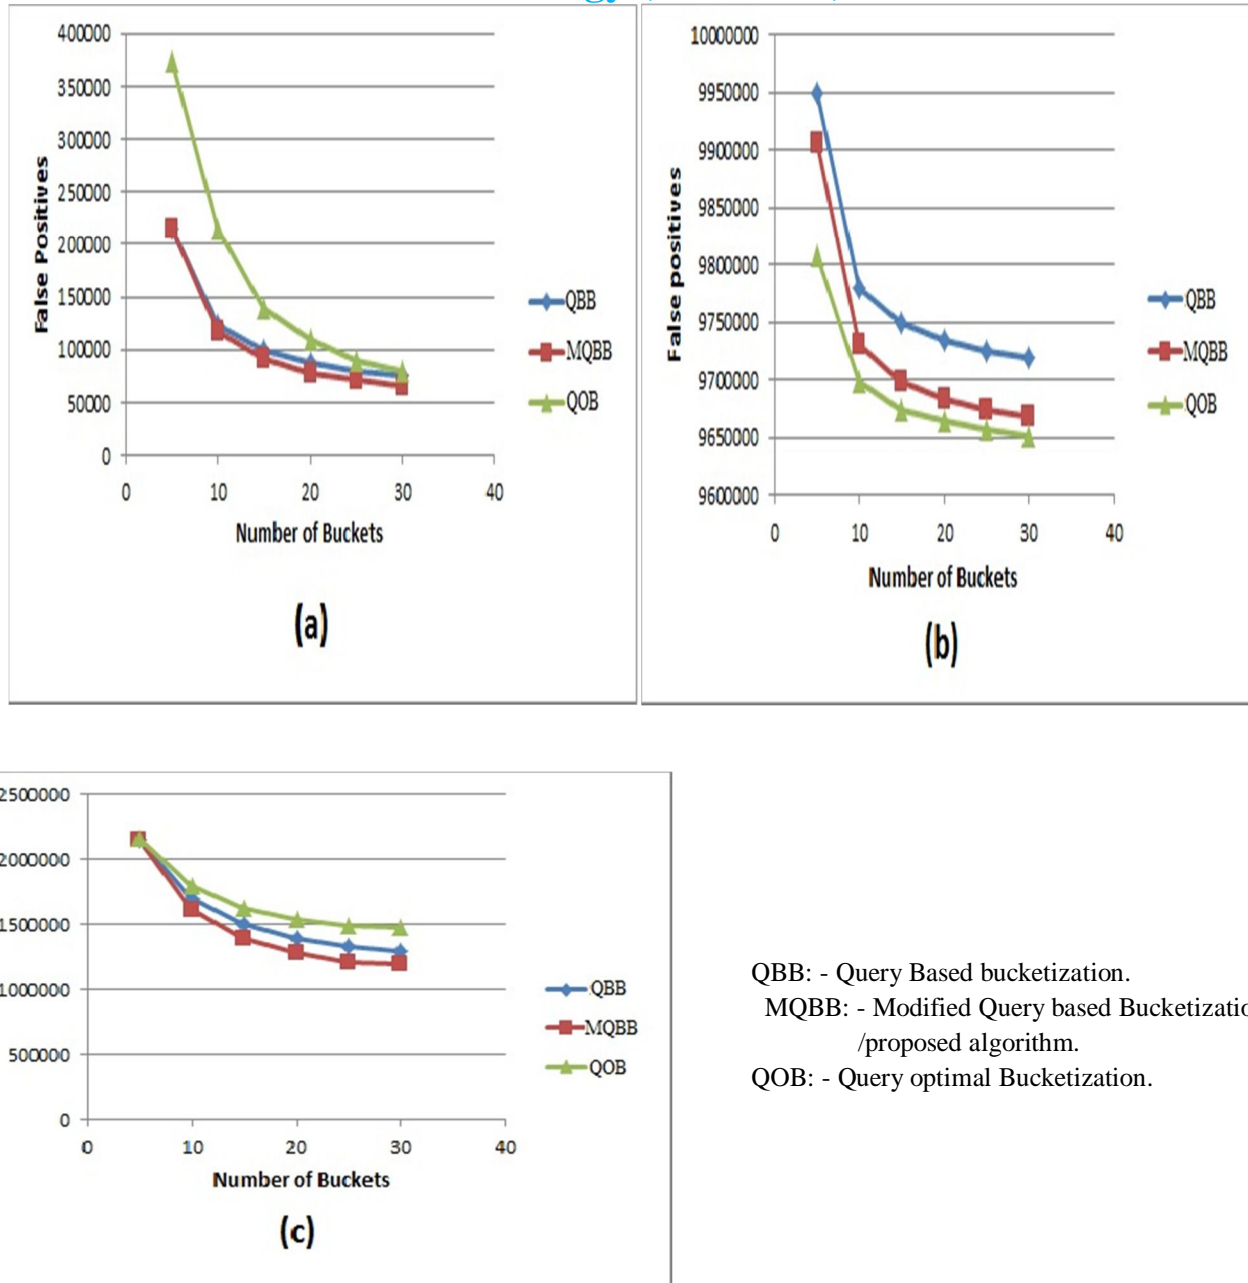 400000
350000
300000
250000
200000
150000
100000
50000
0
0 10 20 30 40
False Positives
Number of Buckets
QBB
MQBB
QOB
(a)
10000000
9950000
9900000
9850000
9800000
9750000
9700000
9650000
9600000
0 10 20 30 40
False positives
Number of Buckets
QBB
MQBB
QOB
(b)
2500000
2000000
1500000
1000000
500000
0
0 10 20 30 40
Number of Buckets
QBB
MQBB
QOB
(c)
QBB: - Query Based bucketization.
MQBB: - Modified Query based Bucketizatio
/proposed algorithm.
QOB: - Query optimal Bucketization.